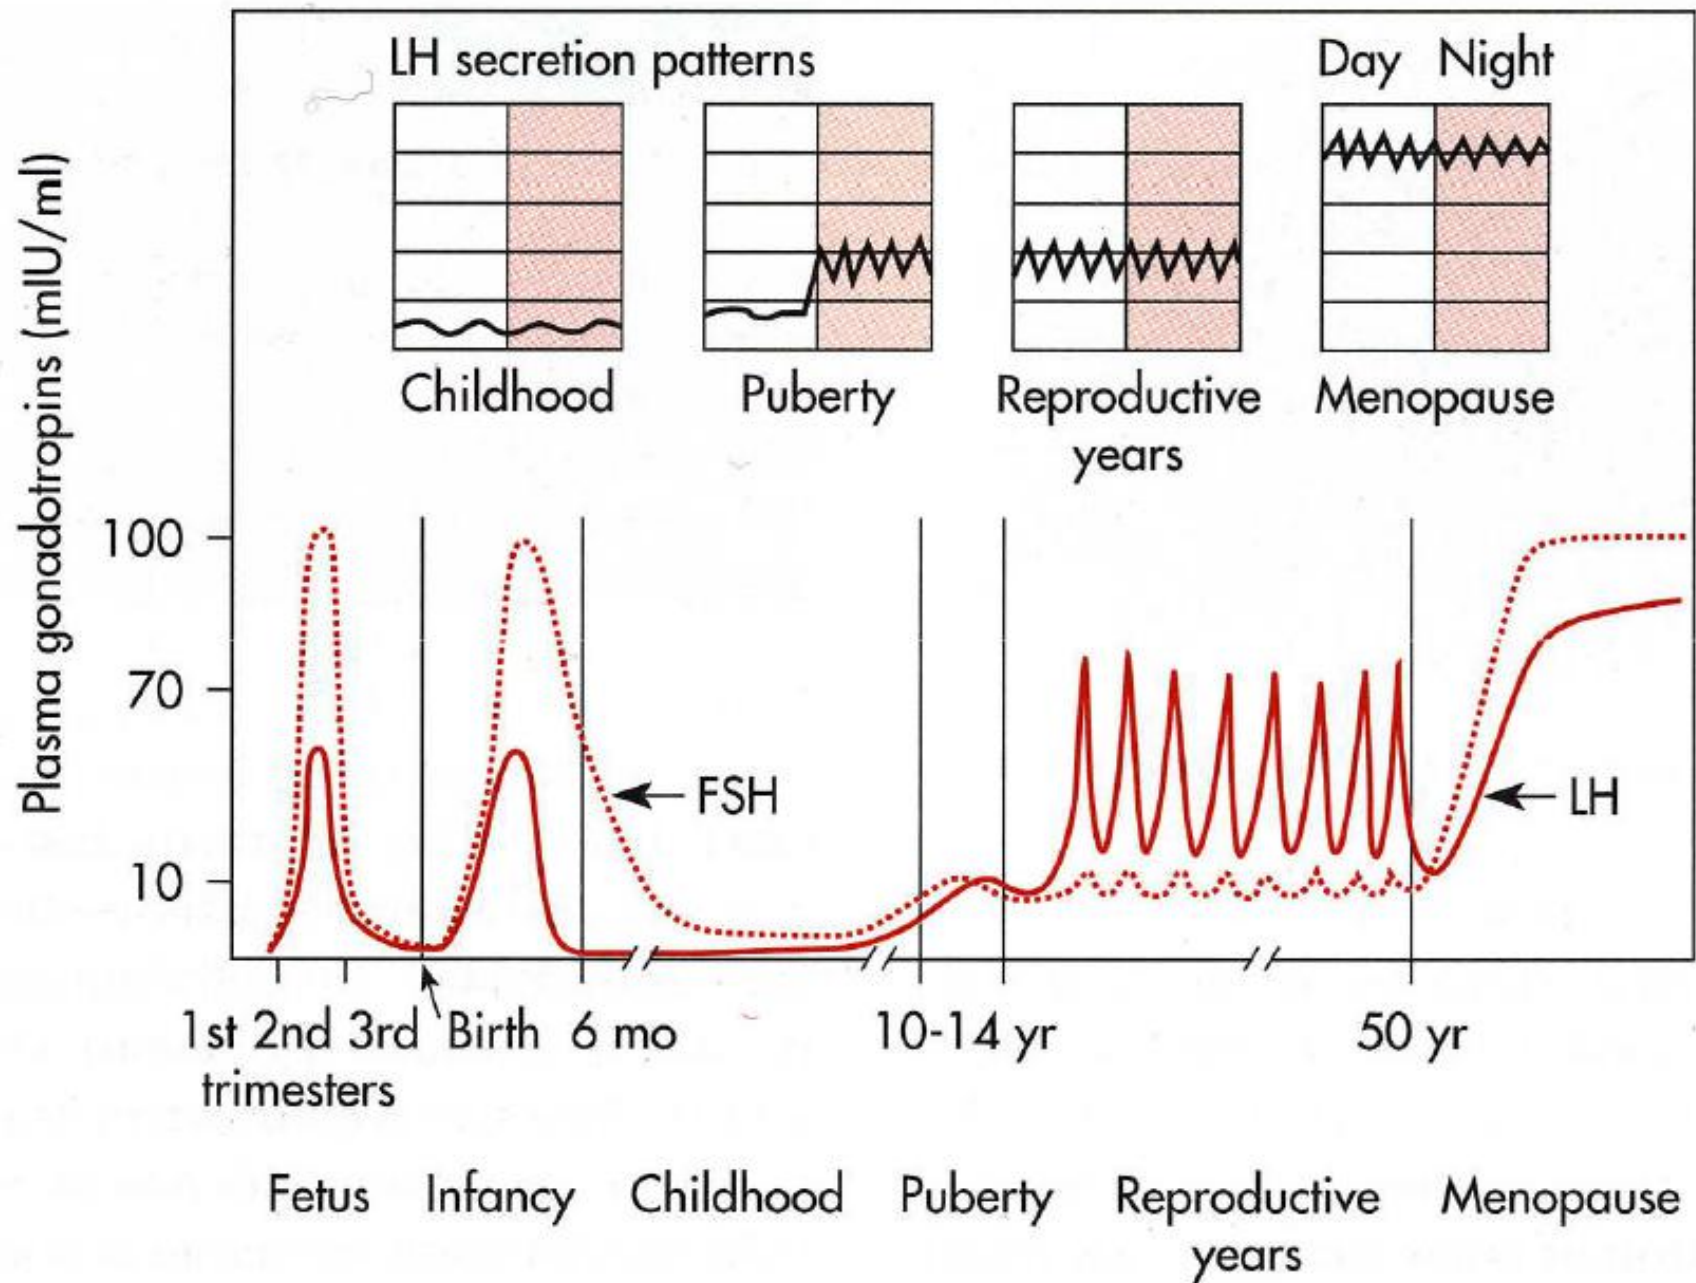 LH secretion patterns
Day Night
Childhood
Puberty
Reproductive
years
Menopause
Plasma gonadotropins (mIU/ml)
100
70
10
FSH
LH
1st 2nd 3rd
trimesters
Birth
6 mo
10-14 yr
50 yr
Fetus
Infancy
Childhood
Puberty
Reproductive
years
Menopause